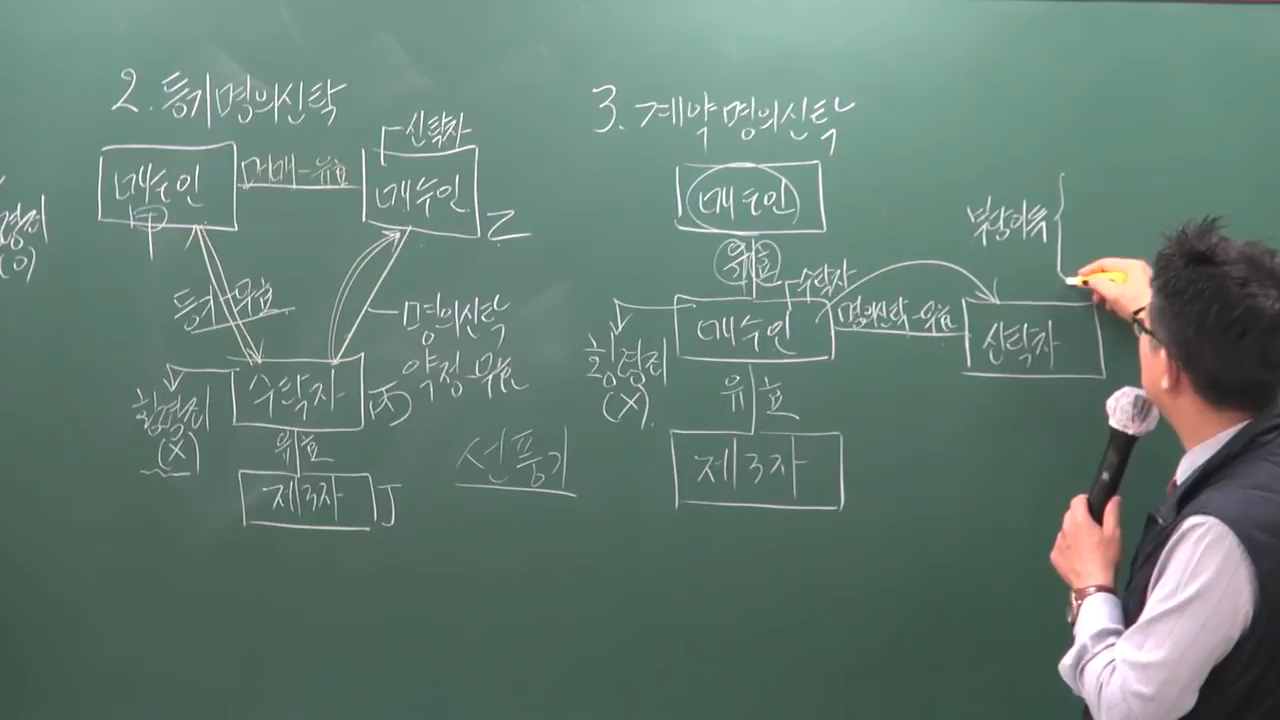 2. 등기명의신탁
신탁자
매도인
매매-유효
매수인
Z
등기-무효
명의신탁
약정-무효
수탁자
丙
횡령죄
(X)
유효
제3자
J
선풍기
3. 계약명의신탁
매도인
유효
수탁자
매수인
명의신탁-무효
신탁자
부당이득
횡령죄
(X)
유효
제3자
령죄
(O)